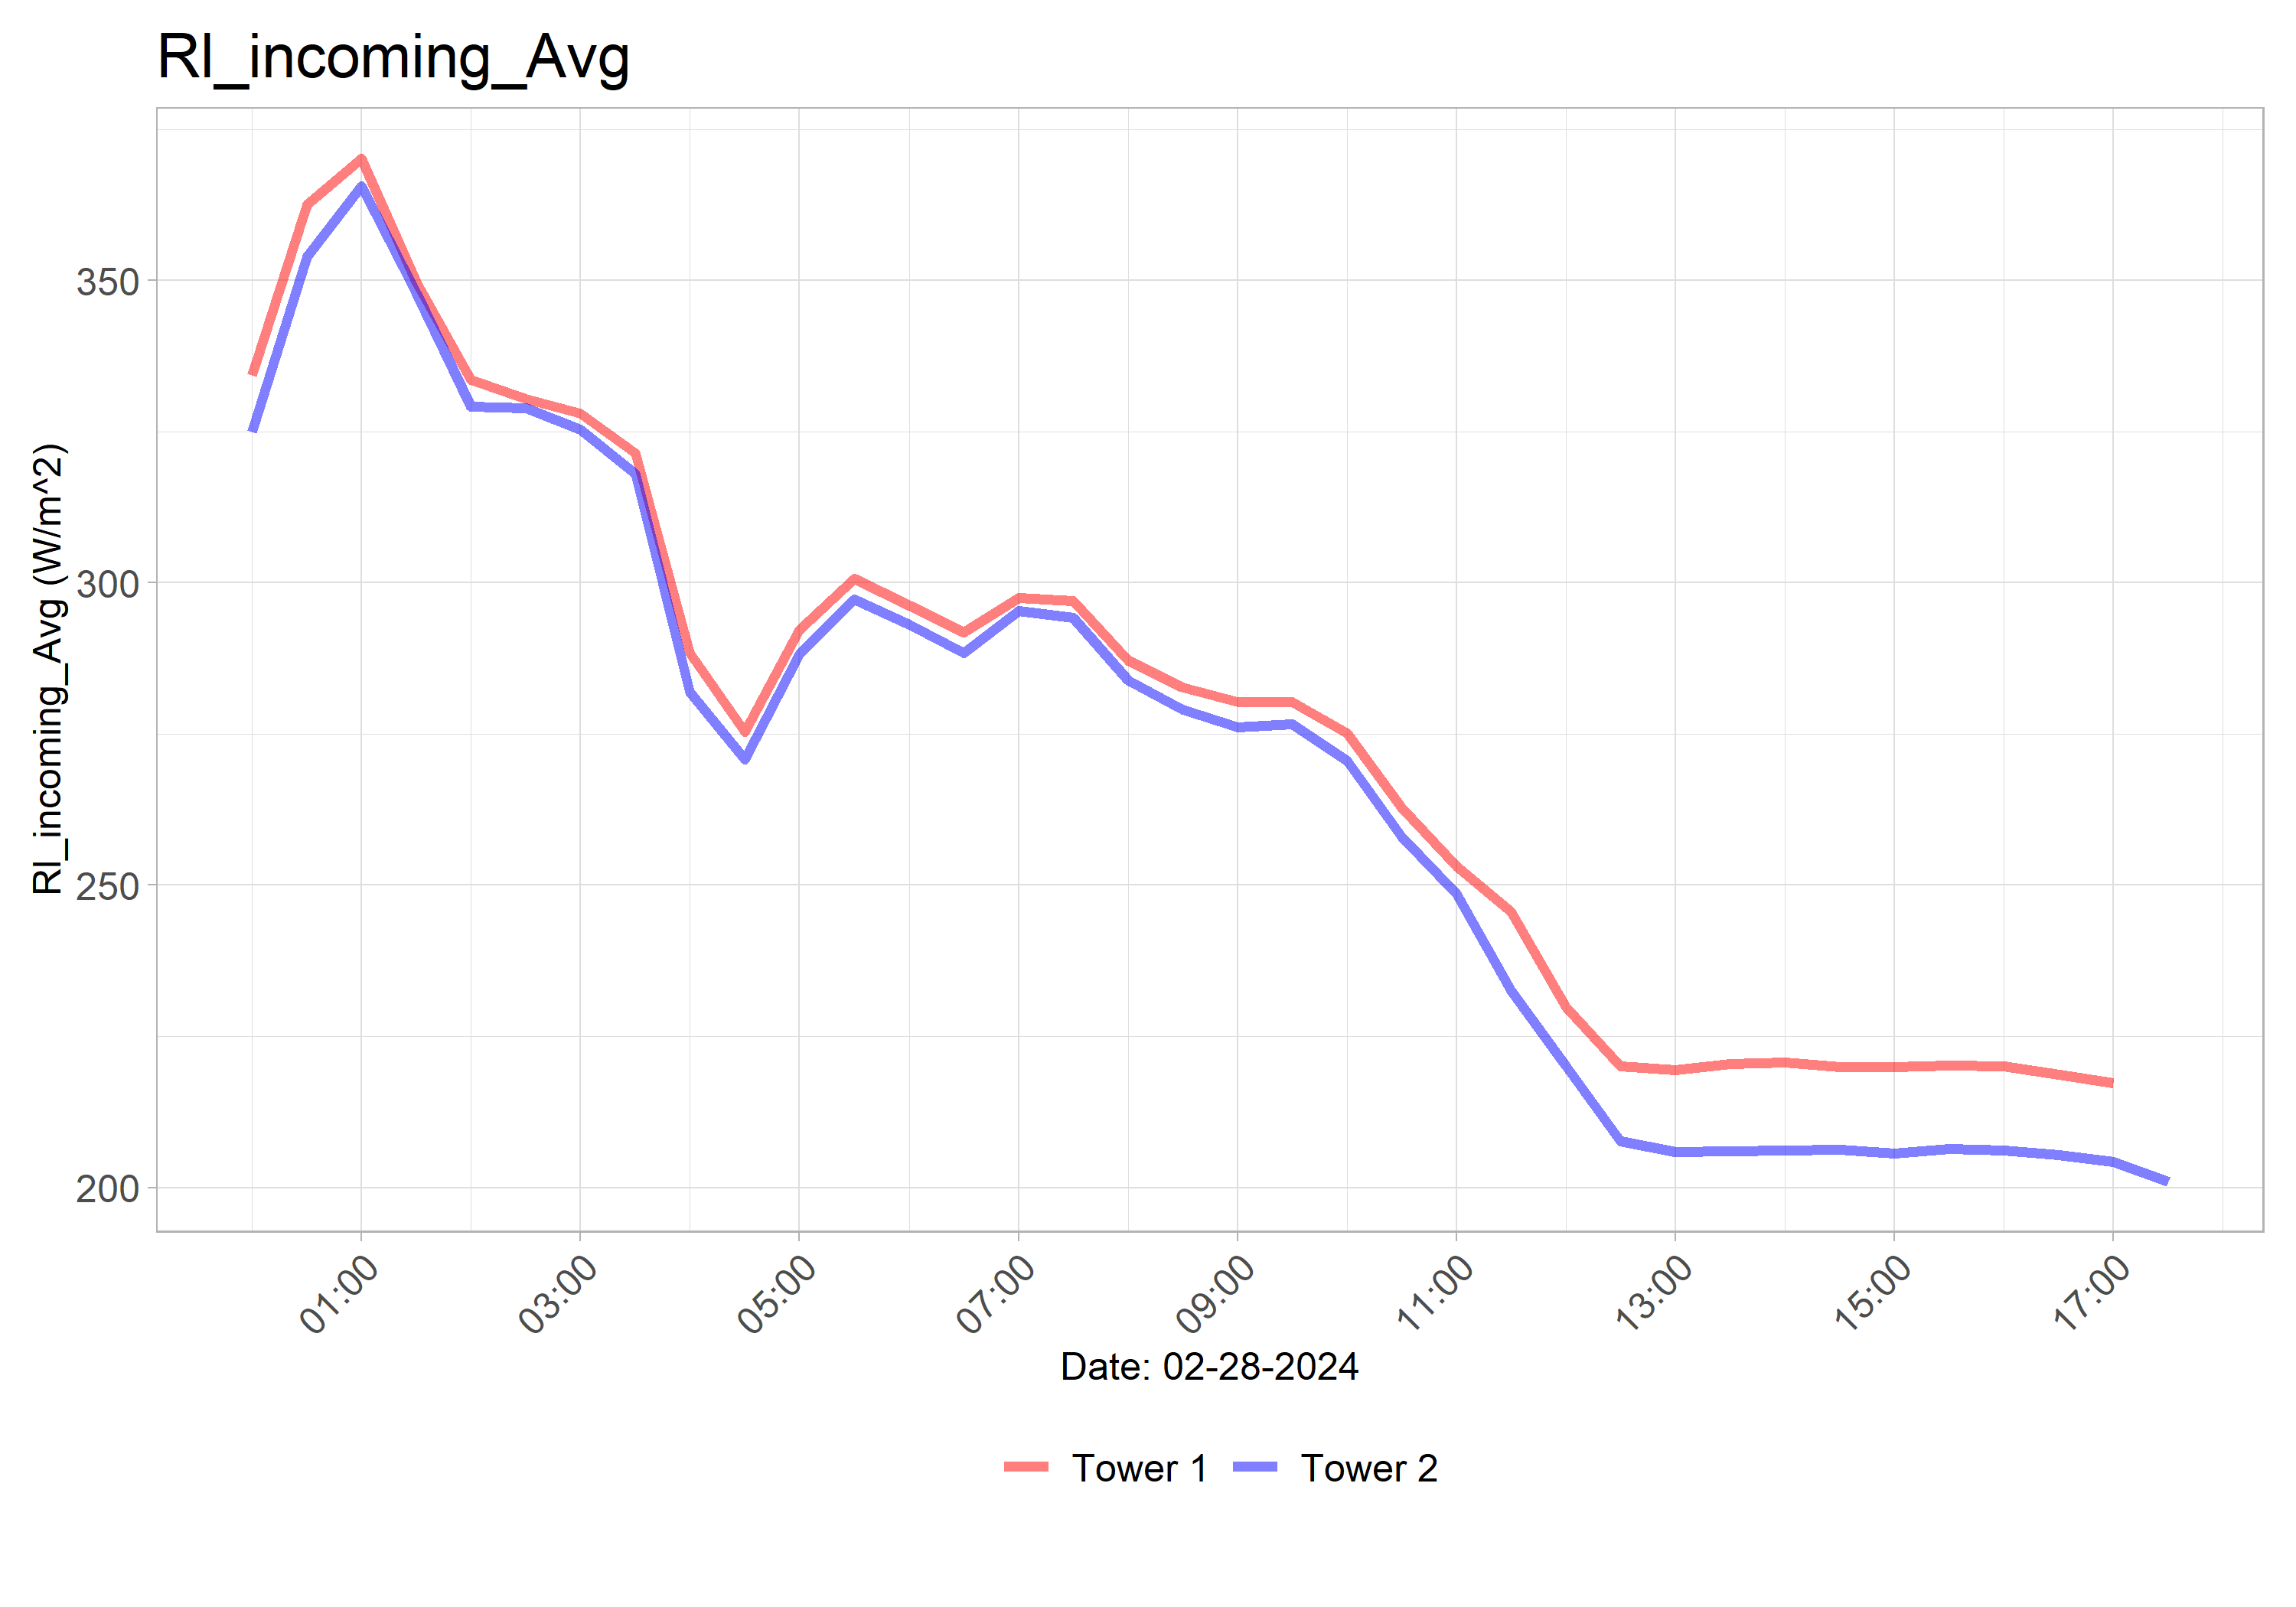 Rl_incoming_Avg
Rl_incoming_Avg (W/m^2)
350
300
250
200
01:00
03:00
05:00
07:00
09:00
11:00
13:00
15:00
17:00
Date: 02-28-2024
Tower 1
Tower 2